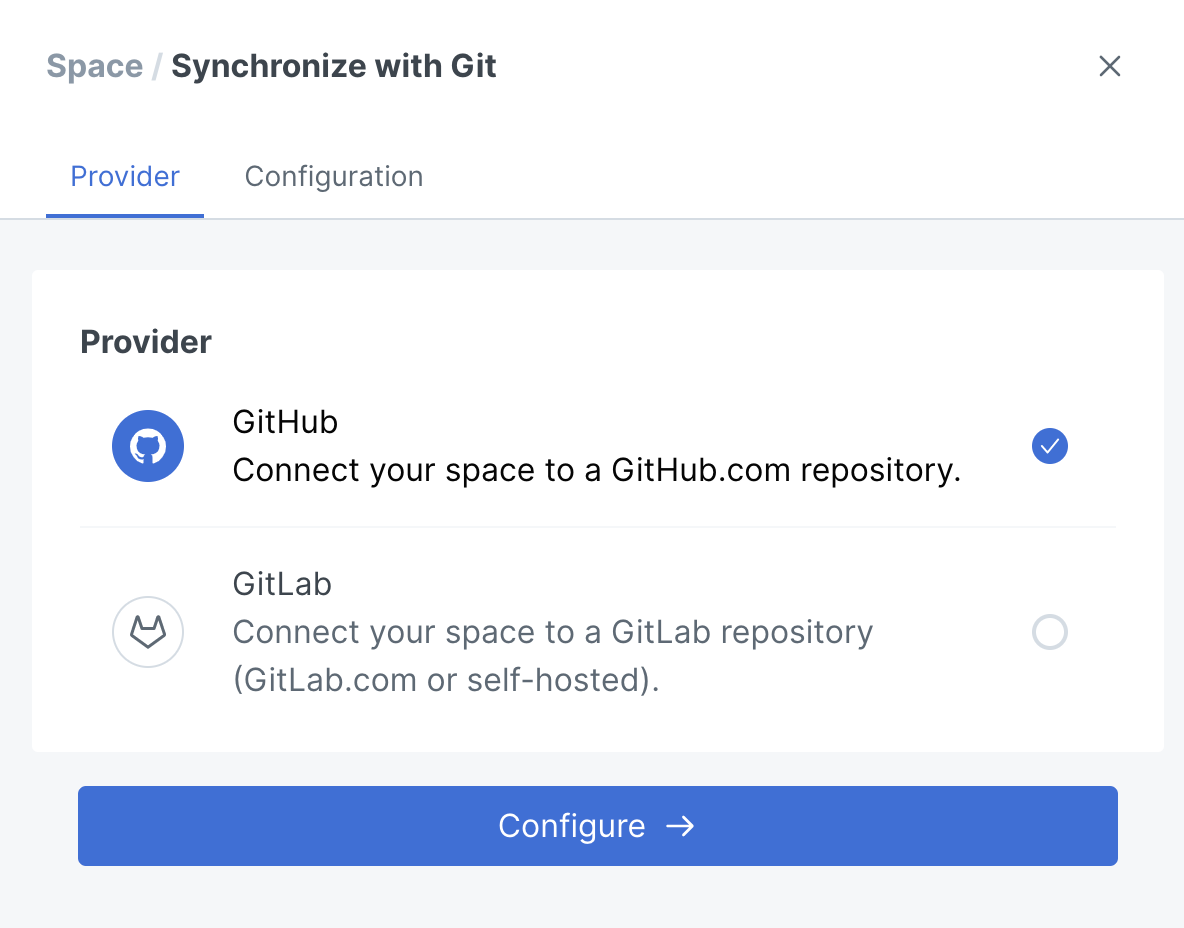 Space / Synchronize with Git
Provider Configuration
Provider
GitHub
Connect your space to a GitHub.com repository.
GitLab
Connect your space to a GitLab repository
(GitLab.com or self-hosted).
Configure →